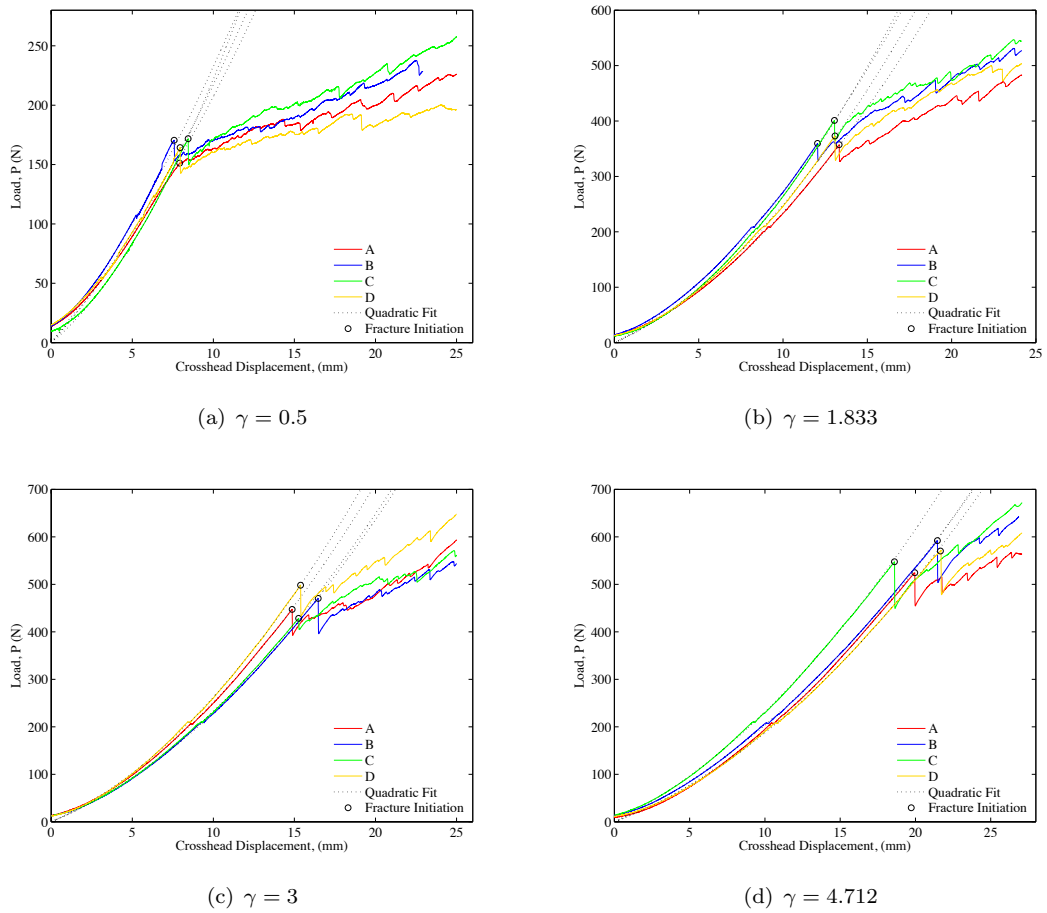 250
200
150
100
50
0
0 5 10 15 20 25
Load, P (N)
Crosshead Displacement, (mm)
A
B
C
D
Quadratic Fit
Fracture Initiation
(a) γ = 0.5
600
500
400
300
200
100
0
0 5 10 15 20 25
Load, P (N)
Crosshead Displacement, (mm)
A
B
C
D
Quadratic Fit
Fracture Initiation
(b) γ = 1.833
700
600
500
400
300
200
100
0
0 5 10 15 20 25
Load, P (N)
Crosshead Displacement, (mm)
A
B
C
D
Quadratic Fit
Fracture Initiation
(c) γ = 3
700
600
500
400
300
200
100
0
0 5 10 15 20 25
Load, P (N)
Crosshead Displacement, (mm)
A
B
C
D
Quadratic Fit
Fracture Initiation
(d) γ = 4.712